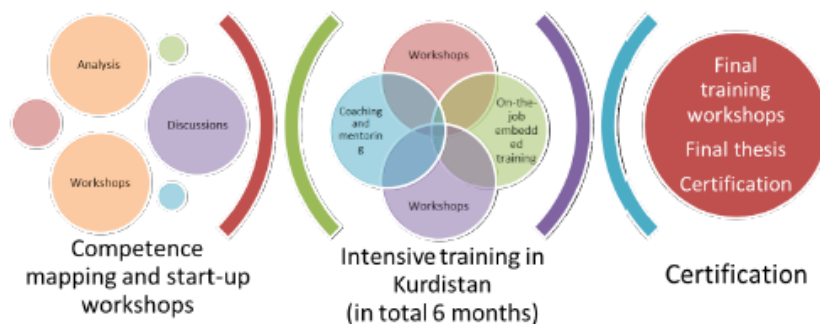 Analysis
Discussions
Workshops
Competence
mapping and start-up
workshops
Workshops
Coaching
and
mentorin
g
On-the-
job
embedd
ed
training
Workshops
Intensive training in
Kurdistan
(in total 6 months)
Final
training
workshops
Final thesis
Certification
Certification